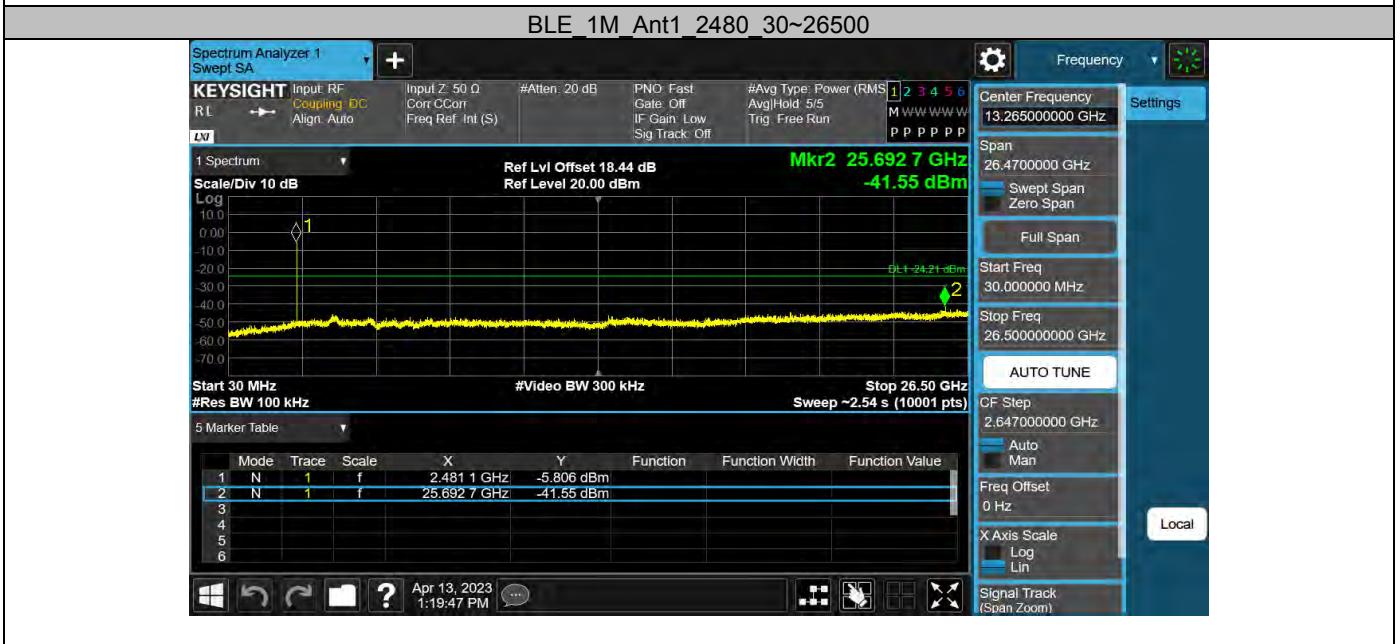 BLE_1M_Ant1_2480_30~26500
Spectrum Analyzer 1
Swept SA
+
Frequency
KEYSIGHT
RL
LXI
Input: RF
Coupling: DC
Align: Auto
Input Z: 50 Ω
Corr CCorr
Freq Ref: Int (S)
#Atten: 20 dB
PNO: Fast
Gate: Off
IF Gain: Low
Sig Track: Off
#Avg Type: Power (RMS
Avg|Hold: 5/5
Trig: Free Run
1 2 3 4 5 6
M W W W W W
P P P P P P
1 Spectrum
Scale/Div 10 dB
Ref Lvl Offset 18.44 dB
Ref Level 20.00 dBm
Mkr2 25.692 7 GHz
-41.55 dBm
Log
10.0
0.00
-10.0
-20.0
-30.0
-40.0
-50.0
-60.0
-70.0
1
DL1 -24.21 dBm
2
Start 30 MHz
#Res BW 100 kHz
#Video BW 300 kHz
Stop 26.50 GHz
Sweep ~2.54 s (10001 pts)
5 Marker Table
Mode Trace Scale X Y Function Function Width Function Value
1 N 1 f 2.481 1 GHz -5.806 dBm
2 N 1 f 25.692 7 GHz -41.55 dBm
3
4
5
6
?
Apr 13, 2023
1:19:47 PM
Center Frequency
13.265000000 GHz
Span
26.4700000 GHz
Swept Span
Zero Span
Full Span
Start Freq
30.000000 MHz
Stop Freq
26.500000000 GHz
AUTO TUNE
CF Step
2.647000000 GHz
Auto
Man
Freq Offset
0 Hz
X Axis Scale
Log
Lin
Signal Track
(Span Zoom)
Settings
Local